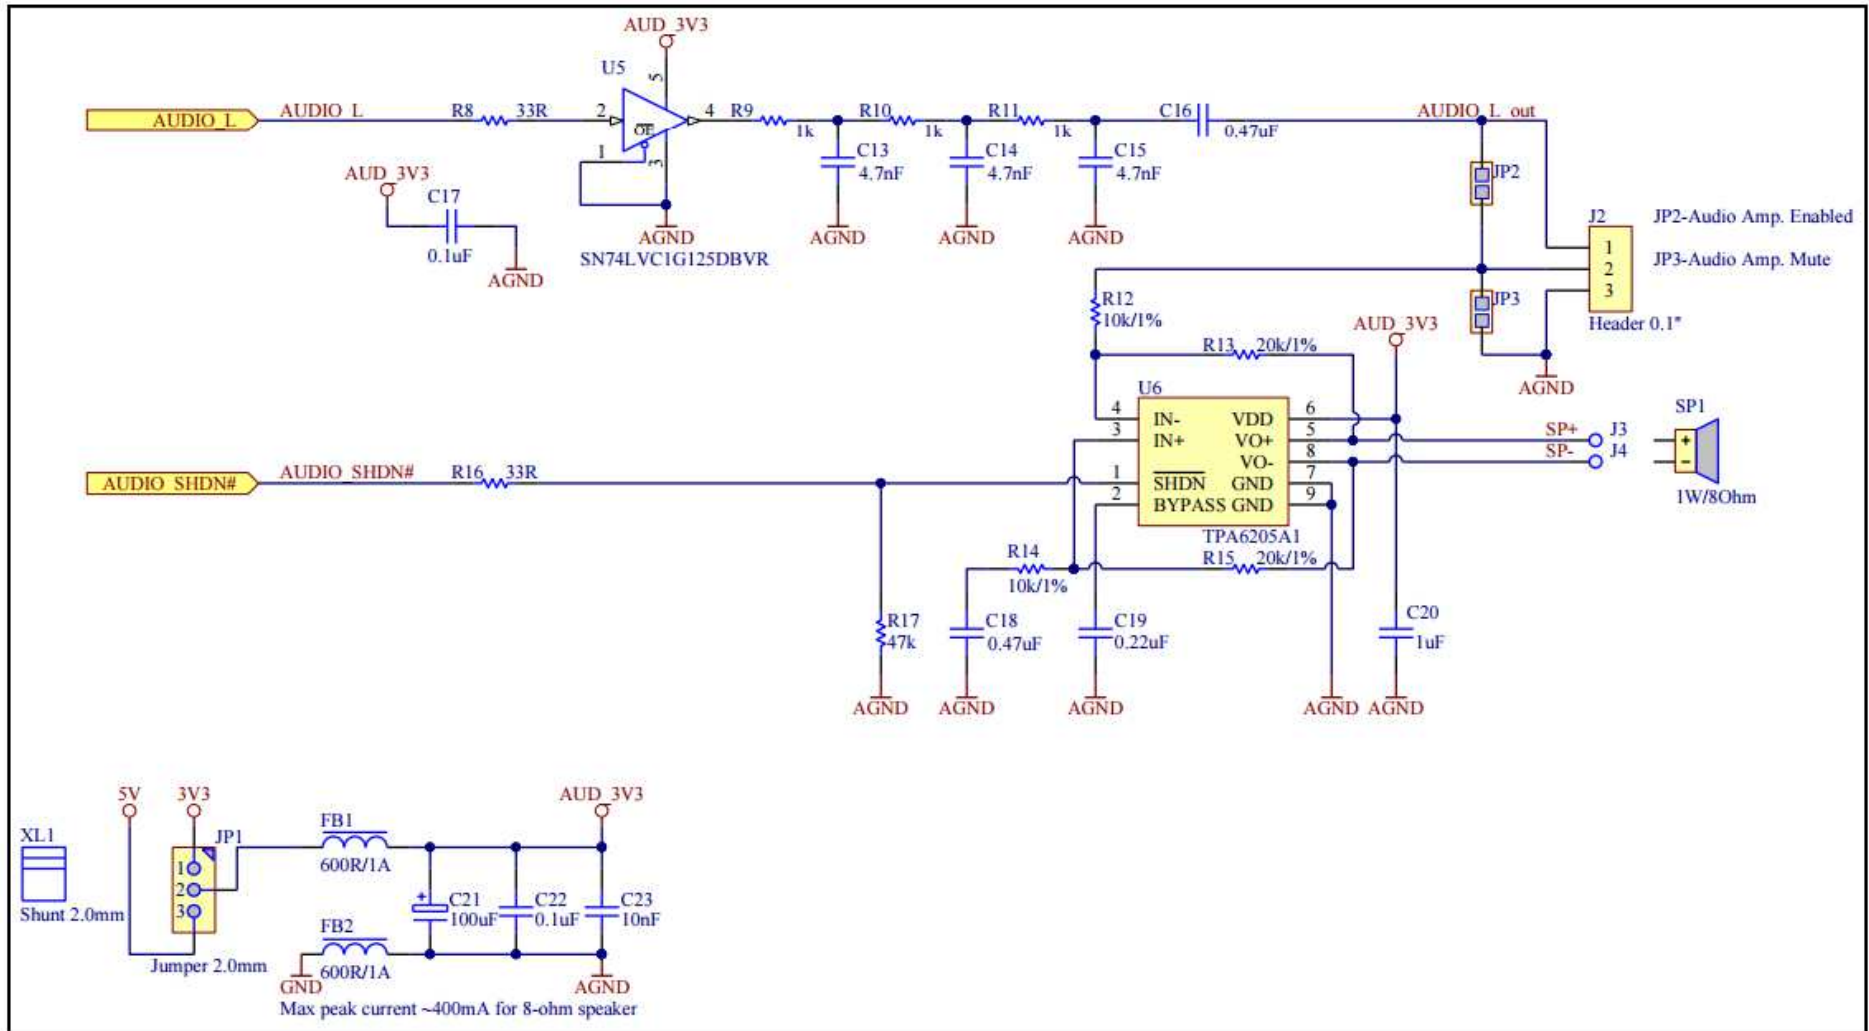 AUD_3V3
U5
5
AUDIO_L
AUDIO_L
R8 33R
2
4
OE
1
3
R9
1k
R10
1k
R11
1k
C16
0.47uF
AUDIO_L_out
C13
4.7nF
C14
4.7nF
C15
4.7nF
JP2
AUD_3V3
C17
0.1uF
AGND
AGND
SN74LVC1G125DBVR
AGND
AGND
AGND
J2
JP2-Audio Amp. Enabled
1
2
3
JP3-Audio Amp. Mute
Header 0.1"
JP3
AGND
R12
10k/1%
AUD_3V3
R13 20k/1%
U6
4 IN- VDD 6
3 IN+ VO+ 5
VO- 8
1 SHDN GND 7
2 BYPASS GND 9
TPA6205A1
SP+ J3
SP- J4
SP1
+
-
1W/8Ohm
AUDIO_SHDN#
AUDIO_SHDN#
R16 33R
R14
10k/1%
R15 20k/1%
R17
47k
C18
0.47uF
C19
0.22uF
C20
1uF
AGND
AGND
AGND
AGND
AGND
5V
3V3
AUD_3V3
XL1
Shunt 2.0mm
JP1
1
2
3
Jumper 2.0mm
FB1
600R/1A
+
C21
100uF
C22
0.1uF
C23
10nF
FB2
600R/1A
GND
AGND
Max peak current ~400mA for 8-ohm speaker